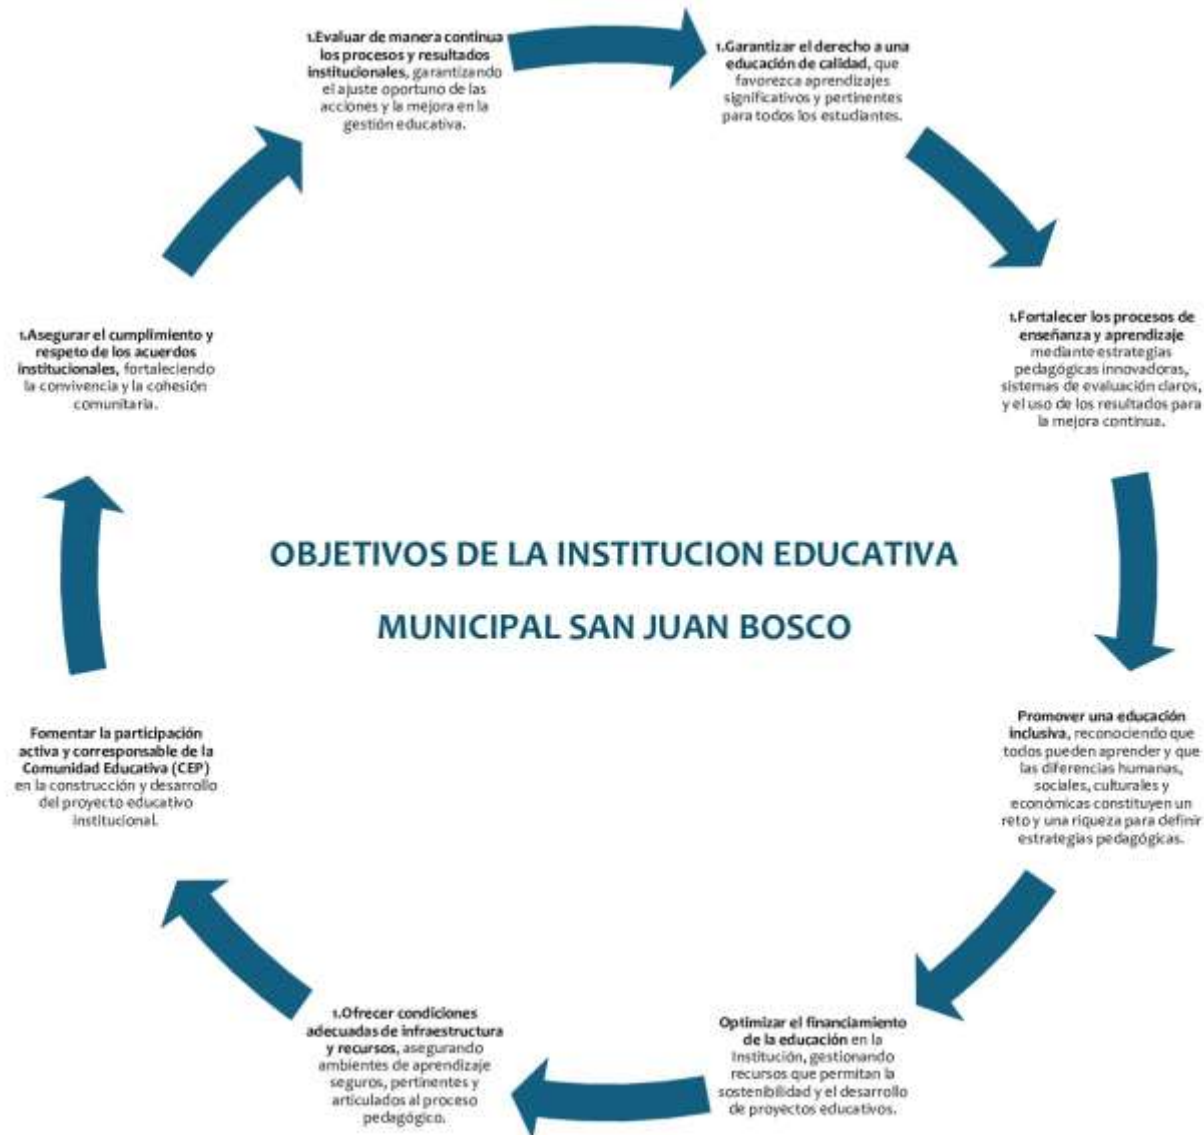 1.Evaluar de manera continua
los procesos y resultados
institucionales, garantizando
el ajuste oportuno de las
acciones y la mejora en la
gestión educativa.
1.Garantizar el derecho a una
educación de calidad, que
favorezca aprendizajes
significativos y pertinentes
para todos los estudiantes.
1.Fortalecer los procesos de
enseñanza y aprendizaje
mediante estrategias
pedagógicas innovadoras,
sistemas de evaluación claros,
y el uso de los resultados para
la mejora continua.
Promover una educación
inclusiva, reconociendo que
todos pueden aprender y que
las diferencias humanas,
sociales, culturales y
económicas constituyen un
reto y una riqueza para definir
estrategias pedagógicas.
Optimizar el financiamiento
de la educación en la
Institución, gestionando
recursos que permitan la
sostenibilidad y el desarrollo
de proyectos educativos.
1.Ofrecer condiciones
adecuadas de infraestructura
y recursos, asegurando
ambientes de aprendizaje
seguros, pertinentes y
articulados al proceso
pedagógico.
Fomentar la participación
activa y corresponsable de la
Comunidad Educativa (CEP)
en la construcción y desarrollo
del proyecto educativo
institucional.
1.Asegurar el cumplimiento y
respeto de los acuerdos
institucionales, fortaleciendo
la convivencia y la cohesión
comunitaria.
OBJETIVOS DE LA INSTITUCION EDUCATIVA
MUNICIPAL SAN JUAN BOSCO